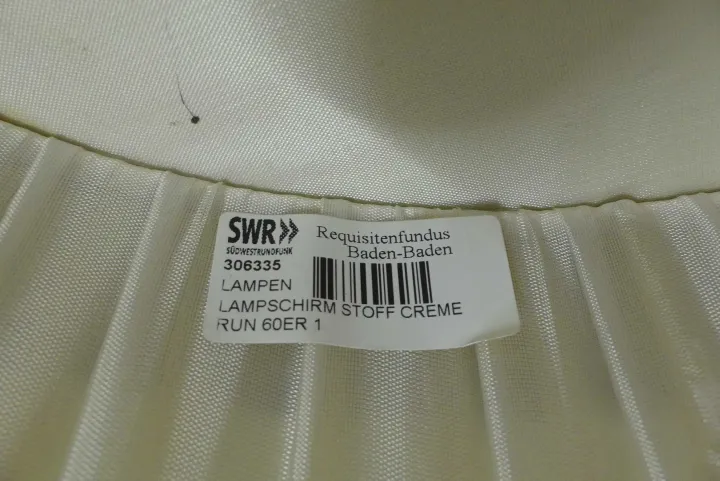 SWR»
SÜDWESTRUNDFUNK
Requisitenfundus
Baden-Baden
306335
LAMPEN
LAMPSCHIRM STOFF CREME
RUN 60ER 1